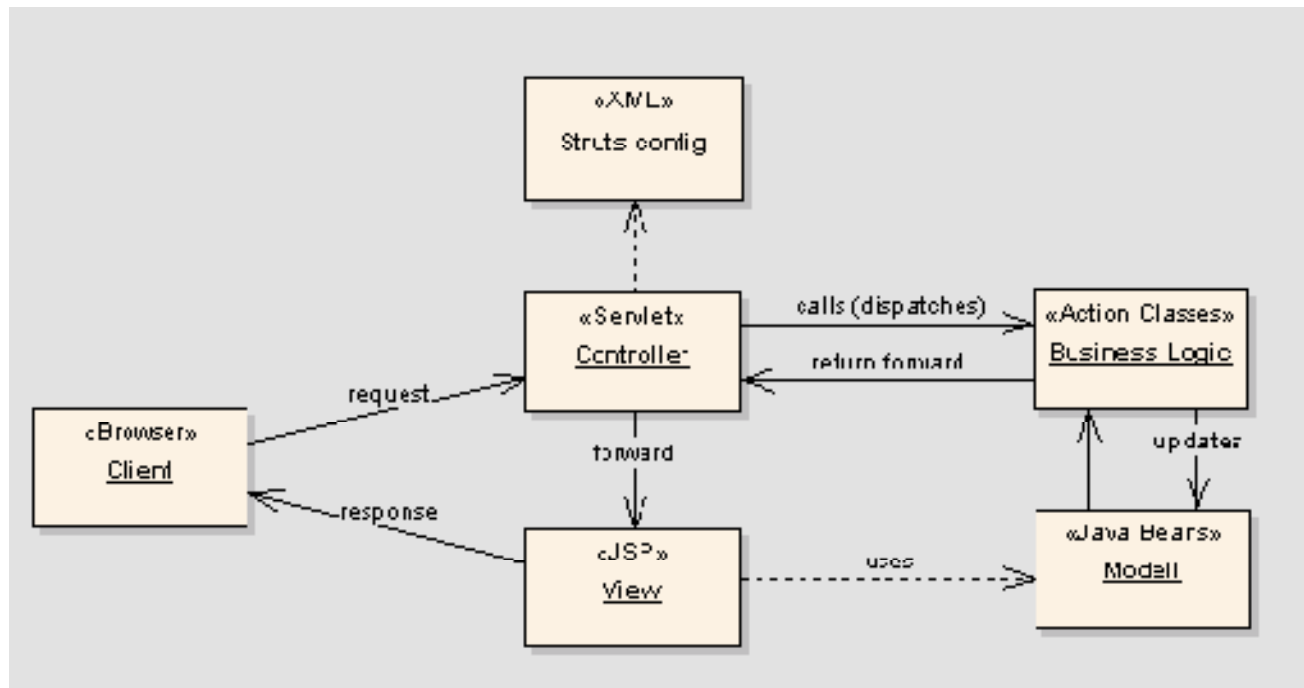 «XML»
Struts config
«Servlet»
Controller
calls (dispatches)
«Action Classes»
Business Logic
return forward
request
«Browser»
Client
forward
updates
response
«JSP»
View
uses
«Java Beans»
Modell